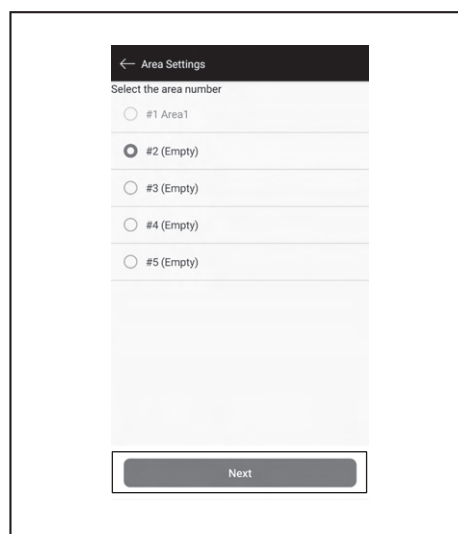 ← Area Settings
Select the area number
#1 Area1
#2 (Empty)
#3 (Empty)
#4 (Empty)
#5 (Empty)
Next